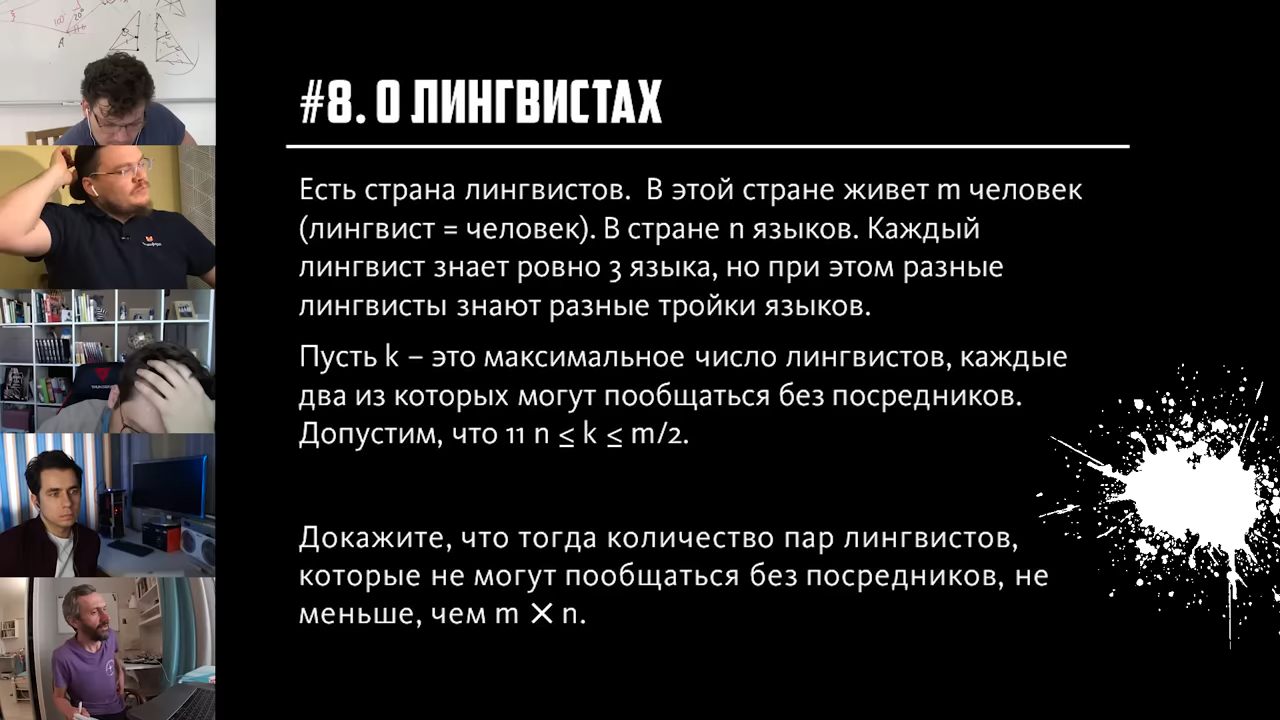 #8. О ЛИНГВИСТАХ
Есть страна лингвистов. В этой стране живет m человек
(лингвист = человек). В стране n языков. Каждый
лингвист знает ровно 3 языка, но при этом разные
лингвисты знают разные тройки языков.
Пусть k – это максимальное число лингвистов, каждые
два из которых могут пообщаться без посредников.
Допустим, что 11 n ≤ k ≤ m/2.
Докажите, что тогда количество пар лингвистов,
которые не могут пообщаться без посредников, не
меньше, чем m × n.